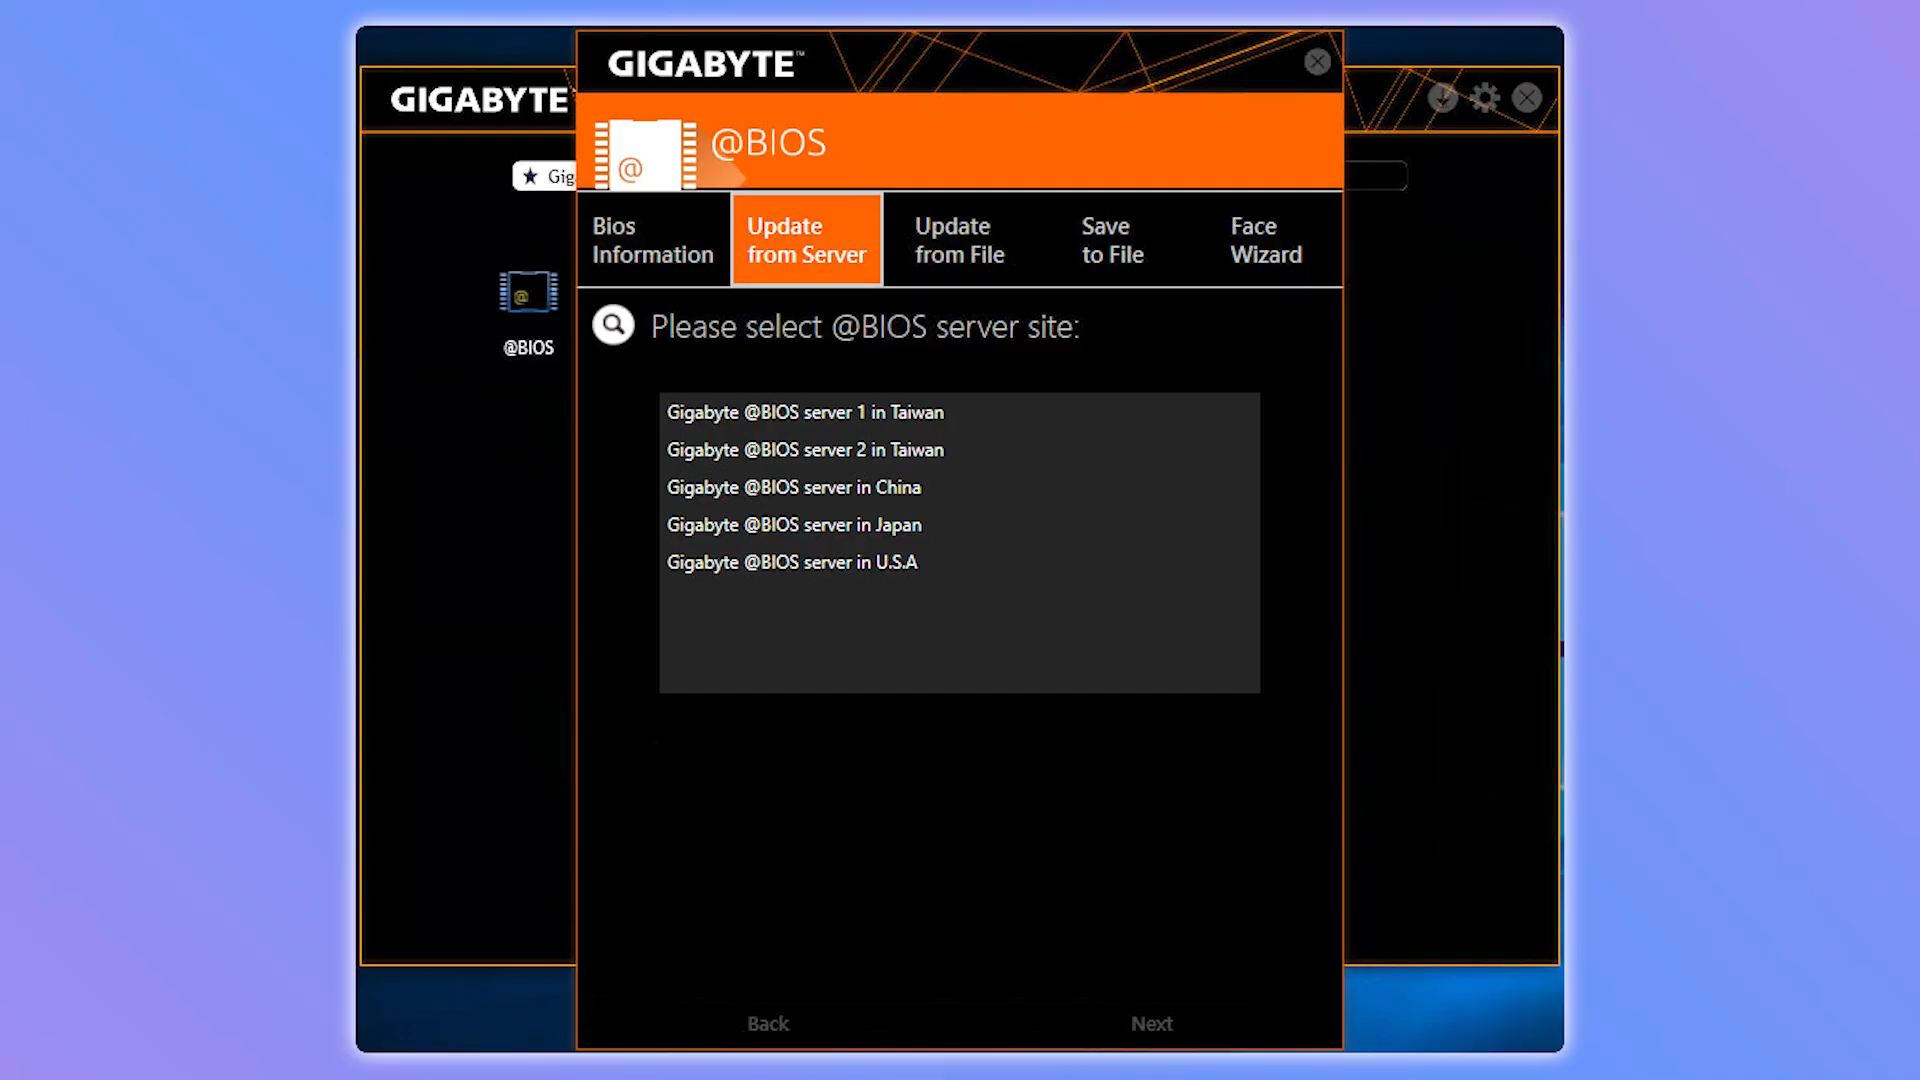 GIGABYTE™
GIGABYTE
@BIOS
@
Gig
Bios
Information
Update
from Server
Update
from File
Save
to File
Face
Wizard
@
@BIOS
Please select @BIOS server site:
Gigabyte @BIOS server 1 in Taiwan
Gigabyte @BIOS server 2 in Taiwan
Gigabyte @BIOS server in China
Gigabyte @BIOS server in Japan
Gigabyte @BIOS server in U.S.A
Back
Next